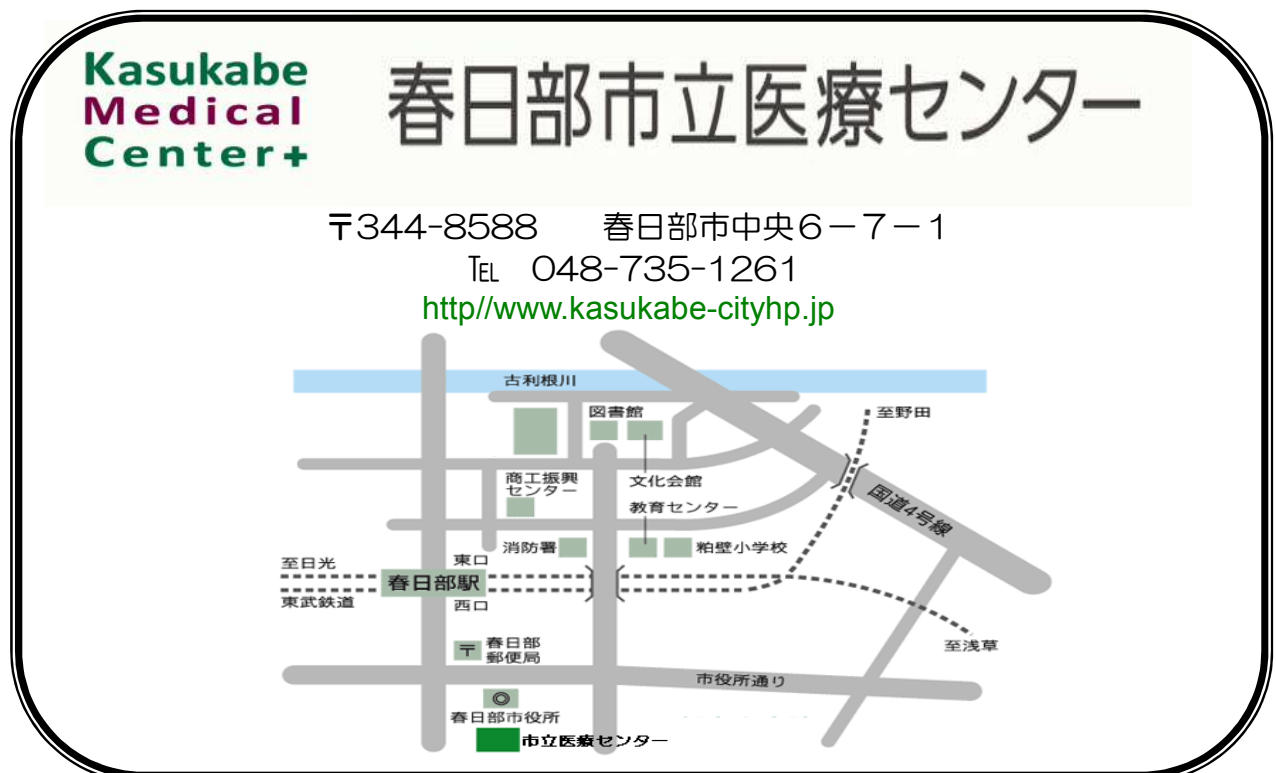 Kasukabe
Medical
Center+
春日部市立医療センター
〒344-8588　　春日部市中央６－７－１
℡　048-735-1261
http//www.kasukabe-cityhp.jp
古利根川
図書館
至野田
商工振興
センター
文化会館
教育センター
国道4号線
消防署
粕壁小学校
至日光
東口
春日部駅
東武鉄道
西口
〒
春日部
郵便局
至浅草
市役所通り
◎
春日部市役所
市立医療センター